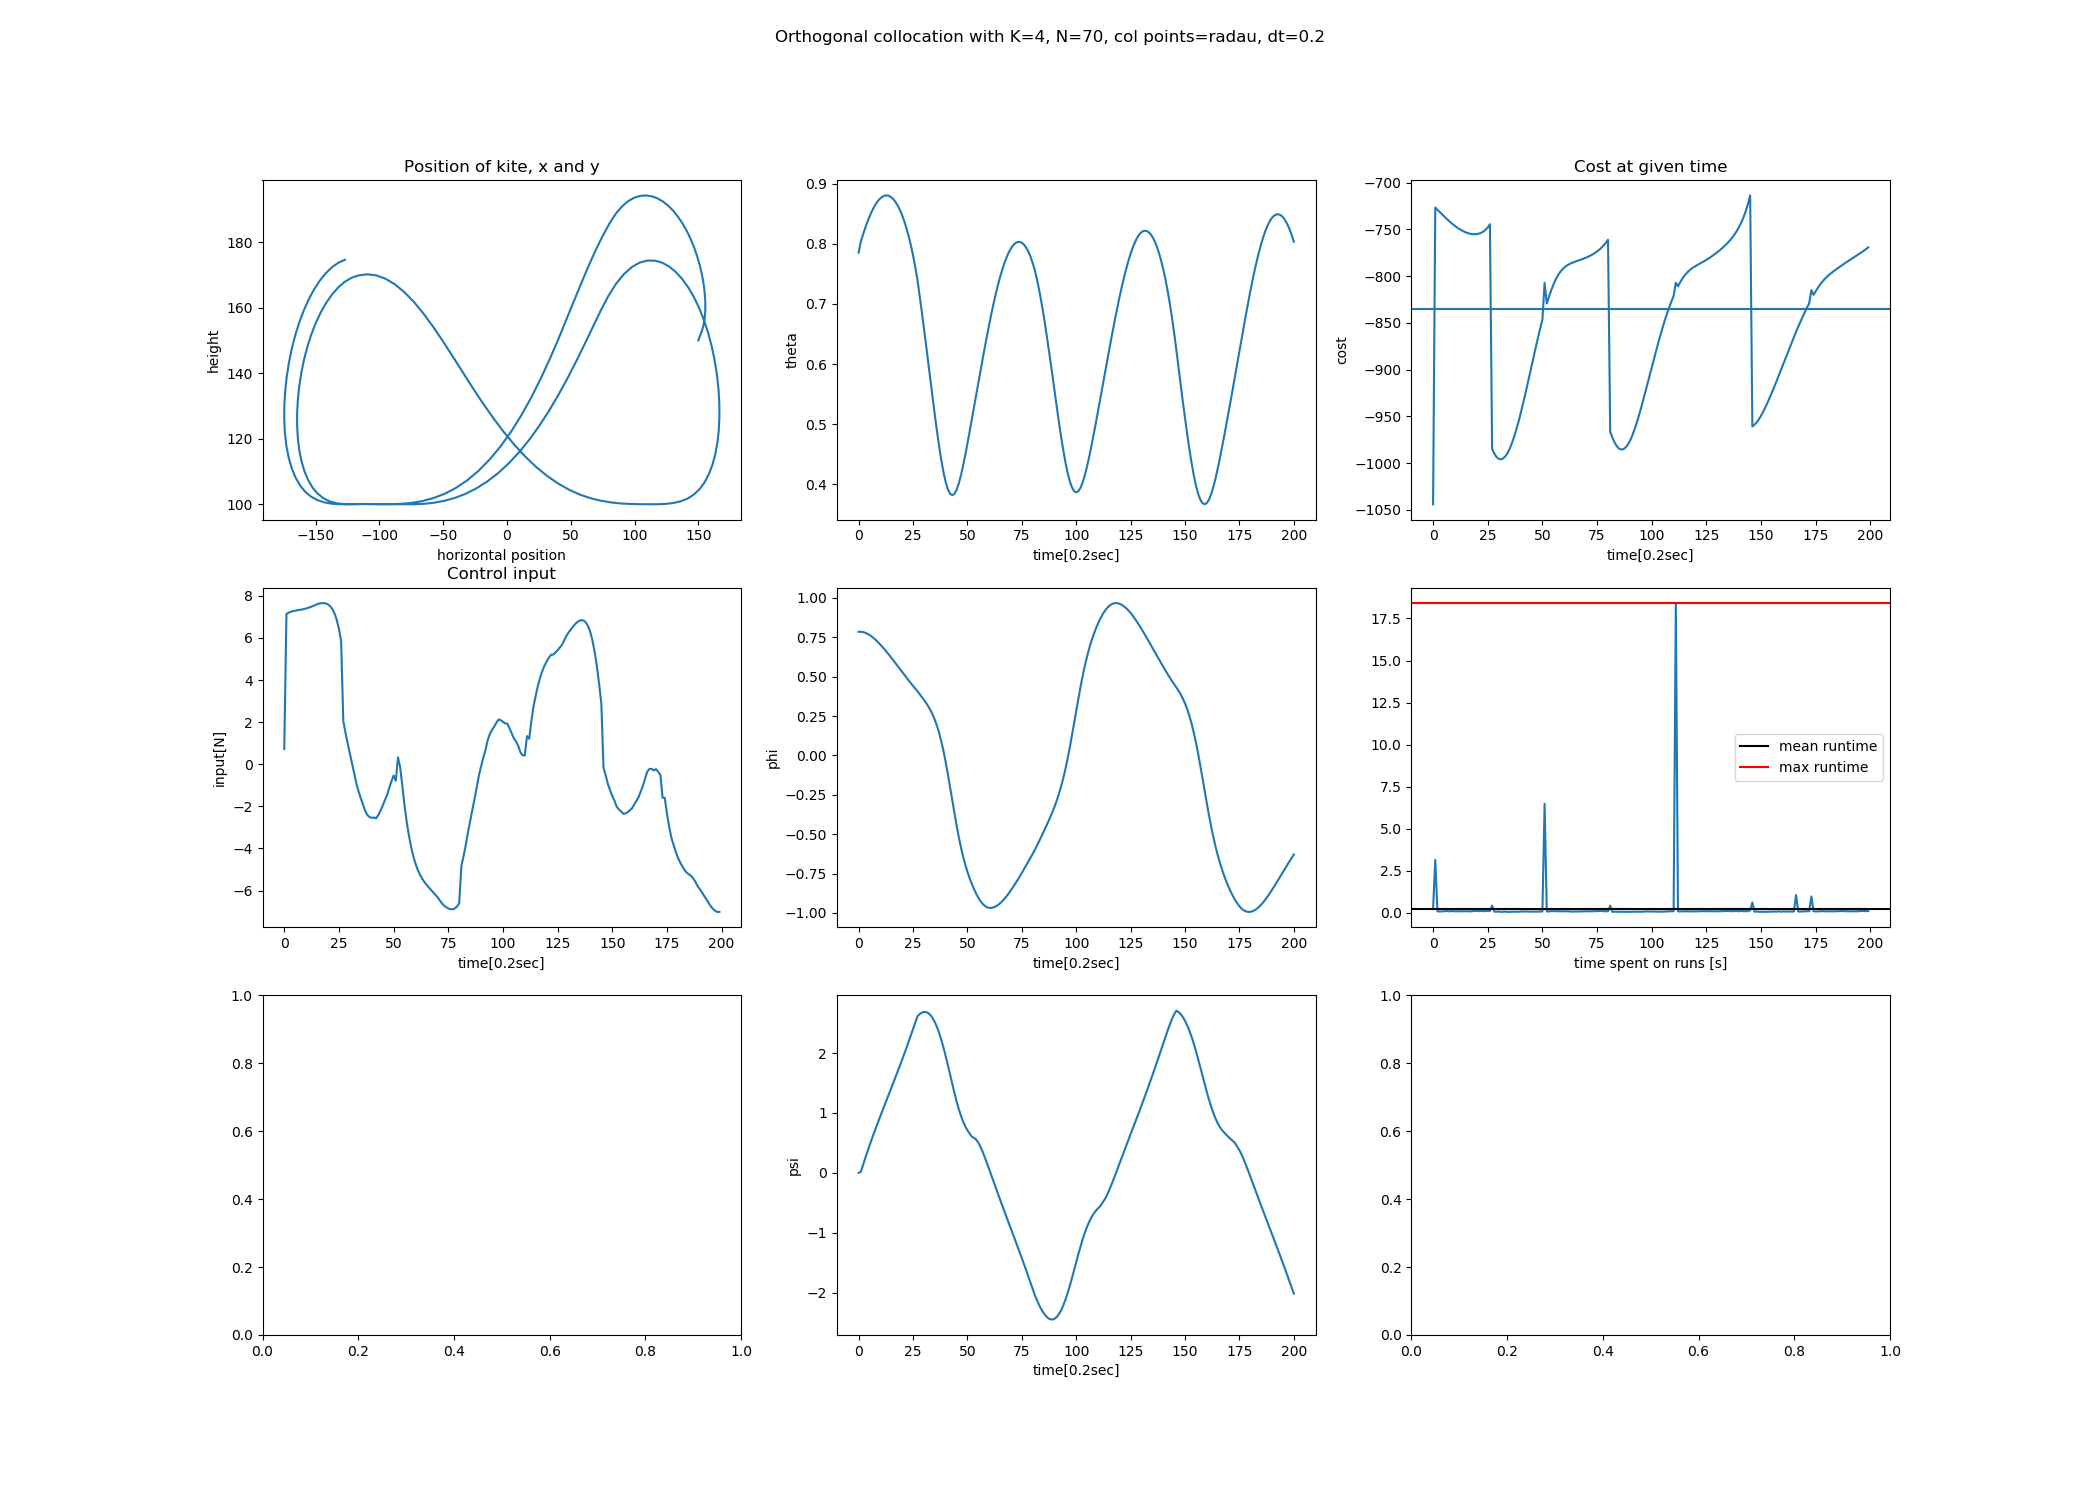 Orthogonal collocation with K=4, N=70, col points=radau, dt=0.2
Position of kite, x and y
180
160
140
120
100
height
−150 −100 −50 0 50 100 150
horizontal position
0.9
0.8
0.7
0.6
0.5
0.4
theta
0 25 50 75 100 125 150 175 200
time[0.2sec]
Cost at given time
−700
−750
−800
−850
−900
−950
−1000
−1050
cost
0 25 50 75 100 125 150 175 200
time[0.2sec]
Control input
8
6
4
2
0
−2
−4
−6
input[N]
0 25 50 75 100 125 150 175 200
time[0.2sec]
1.00
0.75
0.50
0.25
0.00
−0.25
−0.50
−0.75
−1.00
phi
0 25 50 75 100 125 150 175 200
time[0.2sec]
17.5
15.0
12.5
10.0
7.5
5.0
2.5
0.0
mean runtime
max runtime
0 25 50 75 100 125 150 175 200
time spent on runs [s]
1.0
0.8
0.6
0.4
0.2
0.0
0.0 0.2 0.4 0.6 0.8 1.0
2
1
0
−1
−2
psi
0 25 50 75 100 125 150 175 200
time[0.2sec]
1.0
0.8
0.6
0.4
0.2
0.0
0.0 0.2 0.4 0.6 0.8 1.0